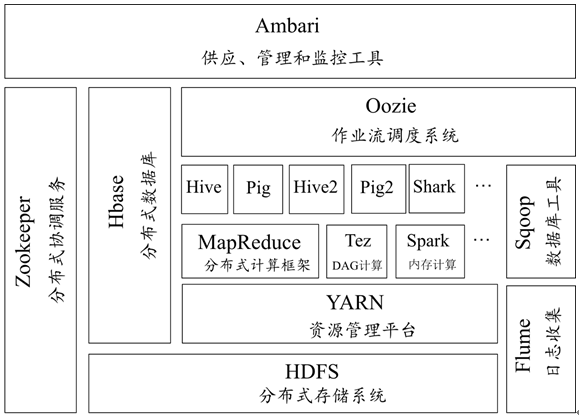 Ambari
供应、管理和监控工具
Zookeeper
分布式协调服务
Hbase
分布式数据库
Oozie
作业流调度系统
Hive Pig Hive2 Pig2 Shark ···
Sqoop
数据库工具
MapReduce
分布式计算框架
Tez
DAG计算
Spark
内存计算
···
YARN
资源管理平台
Flume
日志收集
HDFS
分布式存储系统